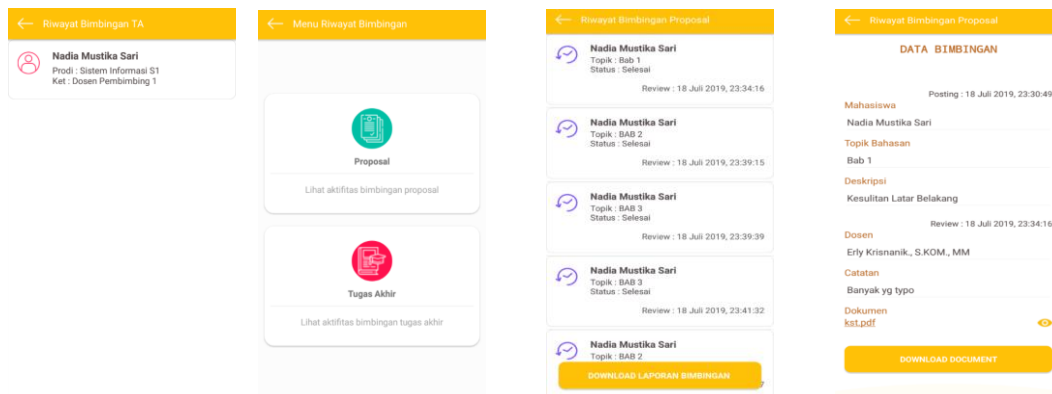 Riwayat Bimbingan TA
Nadia Mustika Sari
Prodi : Sistem Informasi S1
Ket : Dosen Pembimbing 1
Menu Riwayat Bimbingan
Proposal
Lihat aktifitas bimbingan proposal
Tugas Akhir
Lihat aktifitas bimbingan tugas akhir
Riwayat Bimbingan Proposal
Nadia Mustika Sari
Topik : Bab 1
Status : Selesai
Review : 18 Juli 2019, 23:34:16
Nadia Mustika Sari
Topik : BAB 2
Status : Selesai
Review : 18 Juli 2019, 23:39:15
Nadia Mustika Sari
Topik : BAB 3
Status : Selesai
Review : 18 Juli 2019, 23:39:39
Nadia Mustika Sari
Topik : BAB 3
Status : Selesai
Review : 18 Juli 2019, 23:41:32
Nadia Mustika Sari
Topik : BAB 2
DOWNLOAD LAPORAN BIMBINGAN
Riwayat Bimbingan Proposal
DATA BIMBINGAN
Posting : 18 Juli 2019, 23:30:49
Mahasiswa
Nadia Mustika Sari
Topik Bahasan
Bab 1
Deskripsi
Kesulitan Latar Belakang
Review : 18 Juli 2019, 23:34:16
Dosen
Erly Krisnanik., S.KOM., MM
Catatan
Banyak yg typo
Dokumen
kst.pdf
DOWNLOAD DOCUMENT